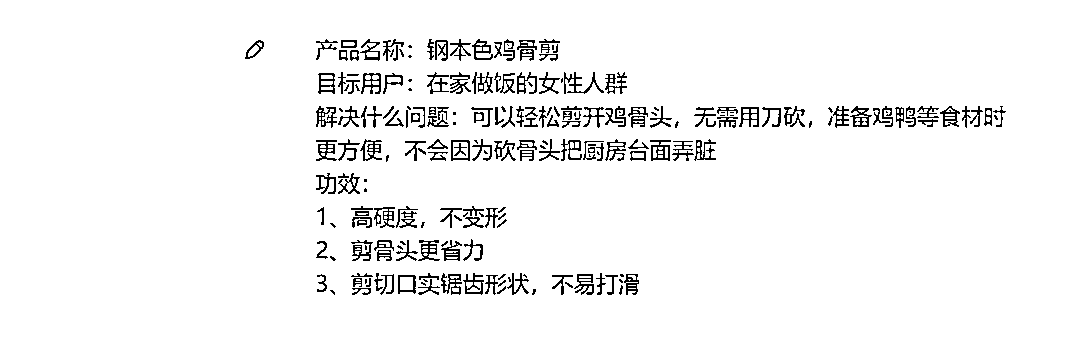 产品名称：钢本色鸡骨剪
目标用户：在家做饭的女性人群
解决什么问题：可以轻松剪开鸡骨头，无需用刀砍，准备鸡鸭等食材时
更方便，不会因为砍骨头把厨房台面弄脏
功效：
1、高硬度，不变形
2、剪骨头更省力
3、剪切口实锯齿形状，不易打滑